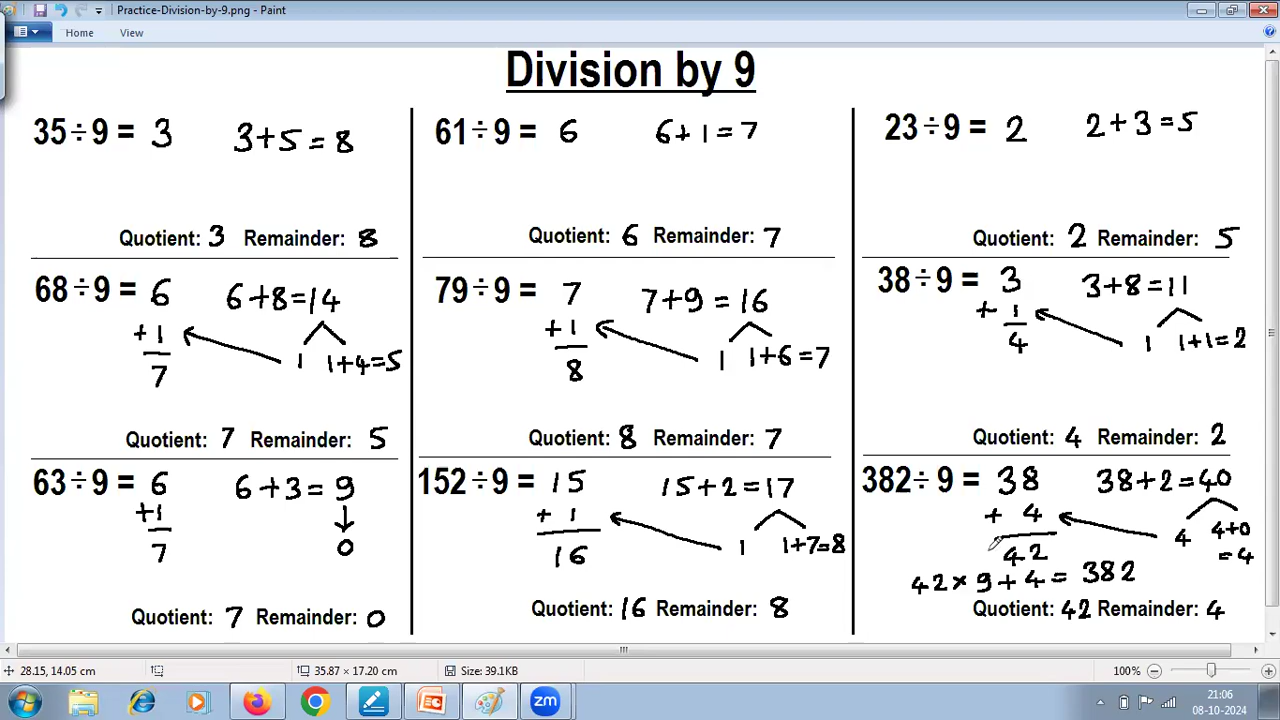 Practice-Division-by-9.png - Paint
Home View
Division by 9
35÷9 = 3 3+5=8
Quotient: 3 Remainder: 8
61÷9 = 6 6+1=7
Quotient: 6 Remainder: 7
23÷9 = 2 2+3=5
Quotient: 2 Remainder: 5
68÷9 = 6 6+8=14
+1 1 1+4=5
7
Quotient: 7 Remainder: 5
79÷9 = 7 7+9=16
+1 1 1+6=7
8
Quotient: 8 Remainder: 7
38÷9 = 3 3+8=11
+1 1 1+1=2
4
Quotient: 4 Remainder: 2
63÷9 = 6 6+3=9
+1
7 0
Quotient: 7 Remainder: 0
152÷9 = 15 15+2=17
+ 1 1 1+7=8
16
Quotient: 16 Remainder: 8
382÷9 = 38 38+2=40
+ 4 4 4+0
42 =4
42×9+4=382
Quotient: 42 Remainder: 4
28.15, 14.05 cm 35.87 × 17.20 cm Size: 39.1KB 100%
zm 21:06
08-10-2024